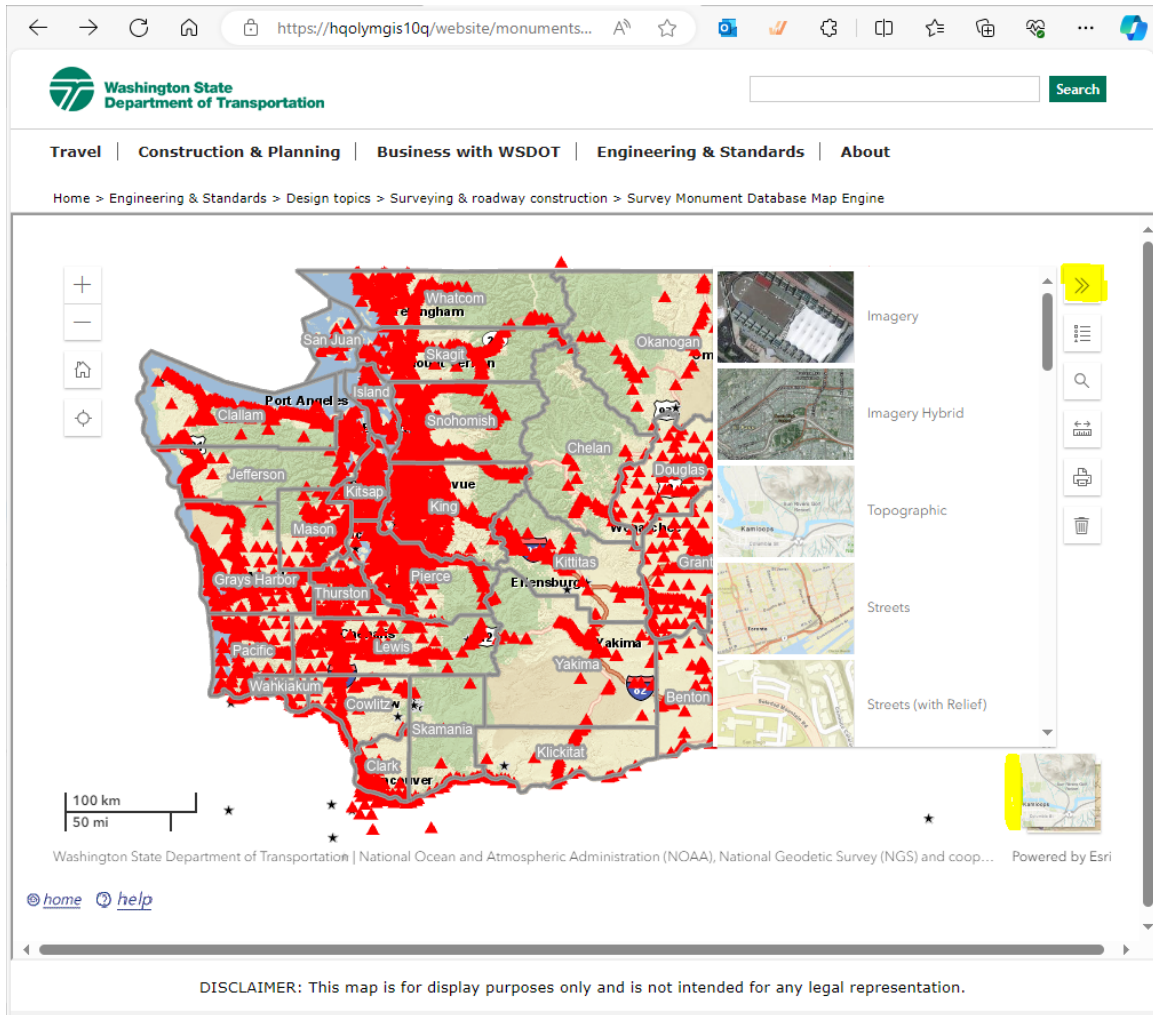 https://hqolymgis10q/website/monuments...
Washington State
Department of Transportation
Search
Travel | Construction & Planning | Business with WSDOT | Engineering & Standards | About
Home > Engineering & Standards > Design topics > Surveying & roadway construction > Survey Monument Database Map Engine
Whatcom
San Juan
Skagit
Okanogan
Island
Port Angeles
Clallam
Snohomish
Chelan
Jefferson
Douglas
Kitsap
King
Mason
Kittitas
Grant
Grays Harbor
Pierce
Ellensburg
Thurston
Lewis
Pacific
Yakima
Yakima
Wahkiakum
Cowlitz
Benton
Skamania
Klickitat
Clark
Imagery
Imagery Hybrid
Topographic
Kamloops
Streets
Toronto
Streets (with Relief)
Kamloops
100 km
50 mi
Washington State Department of Transportation | National Ocean and Atmospheric Administration (NOAA), National Geodetic Survey (NGS) and coop...
Powered by Esri
home
help
DISCLAIMER: This map is for display purposes only and is not intended for any legal representation.